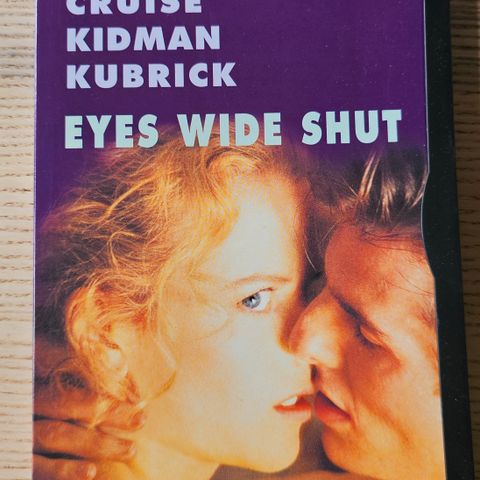 CRUISE
KIDMAN
KUBRICK
EYES WIDE SHUT